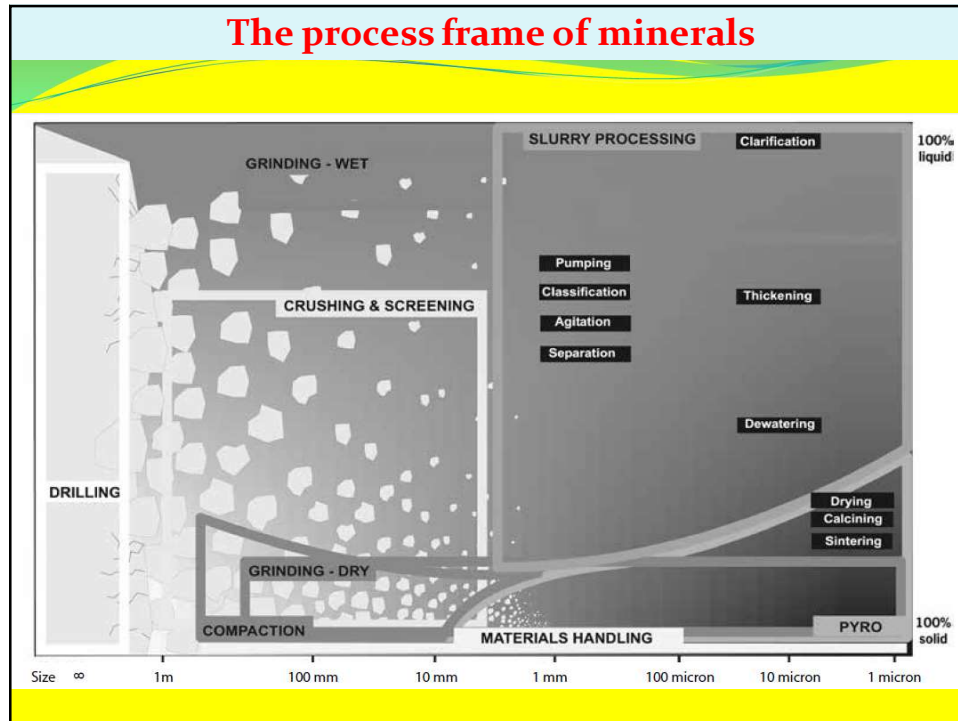 The process frame of minerals
SLURRY PROCESSING
Clarification
100%
liquid
GRINDING - WET
Pumping
Classification
Thickening
CRUSHING & SCREENING
Agitation
Separation
Dewatering
DRILLING
Drying
Calcining
Sintering
GRINDING - DRY
COMPACTION
MATERIALS HANDLING
PYRO
100%
solid
Size ∞ 1m 100 mm 10 mm 1 mm 100 micron 10 micron 1 micron